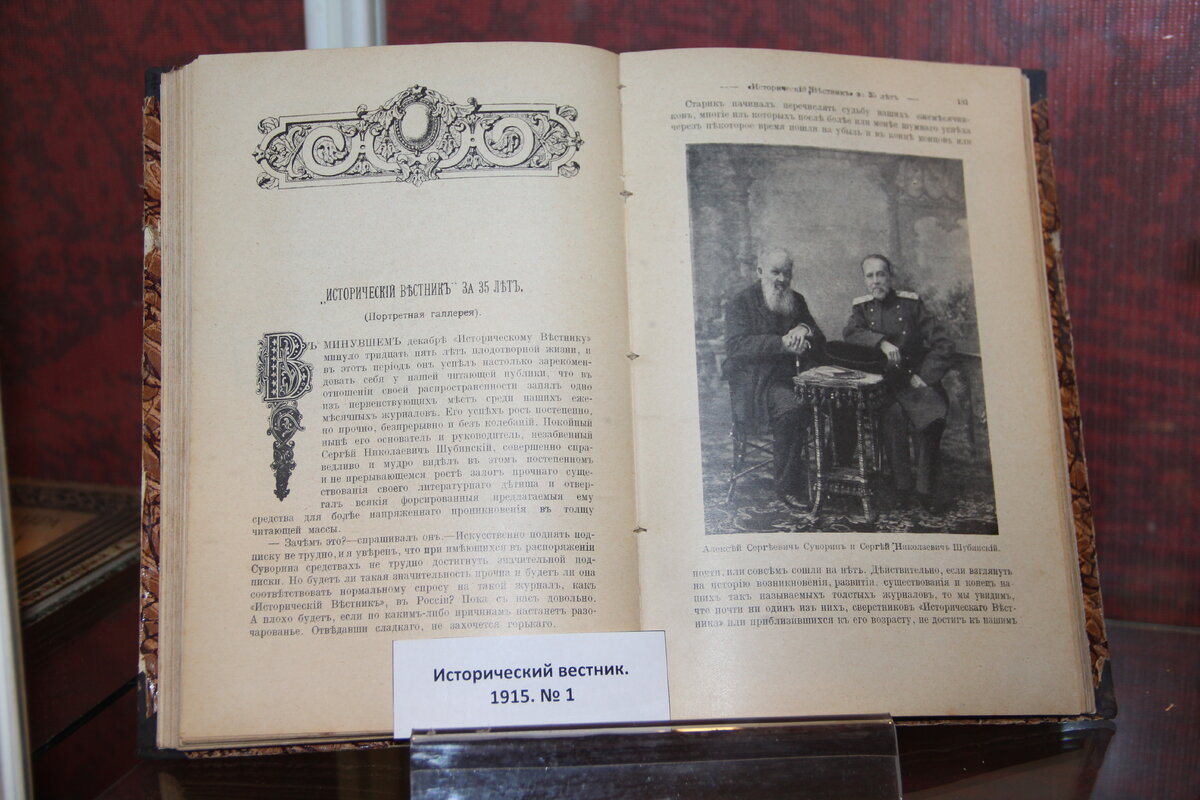 „ИСТОРИЧЕСКІЙ ВѢСТНИКЪ" ЗА 35 ЛѢТЪ.
(Портретная галлерея).
ВЪ МИНУВШЕМЪ декабрѣ «Историческому Вѣстнику»
минуло тридцать пять лѣтъ плодотворной жизни, и
въ этотъ періодъ онъ успѣлъ настолько зарекомен-
довать себя у нашей читающей публики, что въ
отношеніи своей распространенности занялъ одно
изъ первенствующихъ мѣстъ среди нашихъ еже-
мѣсячныхъ журналовъ. Его успѣхъ росъ постепенно,
но прочно, безпрерывно и безъ колебаній. Покойный
нынѣ его основатель и руководитель, незабвенный
Сергѣй Николаевичъ Шубинскій, совершенно спра-
ведливо и мудро видѣлъ въ этомъ постепенномъ
и не прерывающемся ростѣ залогъ прочнаго суще-
ствованія своего литературнаго дѣтища и отвер-
галъ всякія форсированныя предлагаемыя ему
средства для болѣе напряженнаго проникновенія въ толщу
читающей массы.
— Зачѣмъ это?—спрашивалъ онъ.—Искусственно поднять под-
писку не трудно, и я увѣренъ, что при имѣющихся въ распоряженіи
Суворина средствахъ не трудно достигнуть значительной под-
писки. Но будетъ ли такая значительность прочна и будетъ ли она
соотвѣтствовать нормальному спросу на такой журналъ, какъ
«Историческій Вѣстникъ», въ Россіи? Пока съ насъ довольно.
А плохо будетъ, если по какимъ-либо причинамъ настанетъ разо-
чарованье. Отвѣдавши сладкаго, не захочется горькаго.
— «Историческій Вѣстникъ» за 35 лѣтъ — 181
Старикъ начиналъ перечислять судьбу нашихъ ежемѣсячни-
ковъ, многіе изъ которыхъ послѣ болѣе или менѣе шумнаго успѣха
черезъ нѣкоторое время пошли на убыль и въ концѣ концовъ или
Алексѣй Сергѣевичъ Суворинъ и Сергѣй Николаевичъ Шубинскій.
почти, или совсѣмъ сошли на нѣтъ. Дѣйствительно, если взглянуть
на исторію возникновенія, развитія, существованія и конецъ на-
шихъ такъ называемыхъ толстыхъ журналовъ, то мы увидимъ,
что почти ни одинъ изъ нихъ, сверстниковъ «Историческаго Вѣст-
ника» или приблизившихся къ его возрасту, не достигъ къ нашимъ
Исторический вестник.
1915. № 1